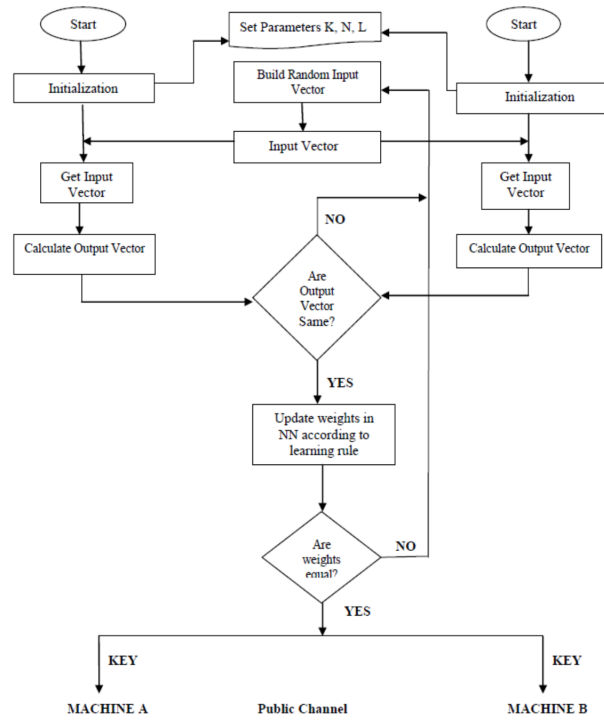 Start
Set Parameters K, N, L
Start
Initialization
Build Random Input
Vector
Initialization
Input Vector
Get Input
Vector
Get Input
Vector
NO
Calculate Output Vector
Calculate Output Vector
Are
Output
Vector
Same?
YES
Update weights in
NN according to
learning rule
Are
weights
equal?
NO
YES
KEY
KEY
MACHINE A
Public Channel
MACHINE B